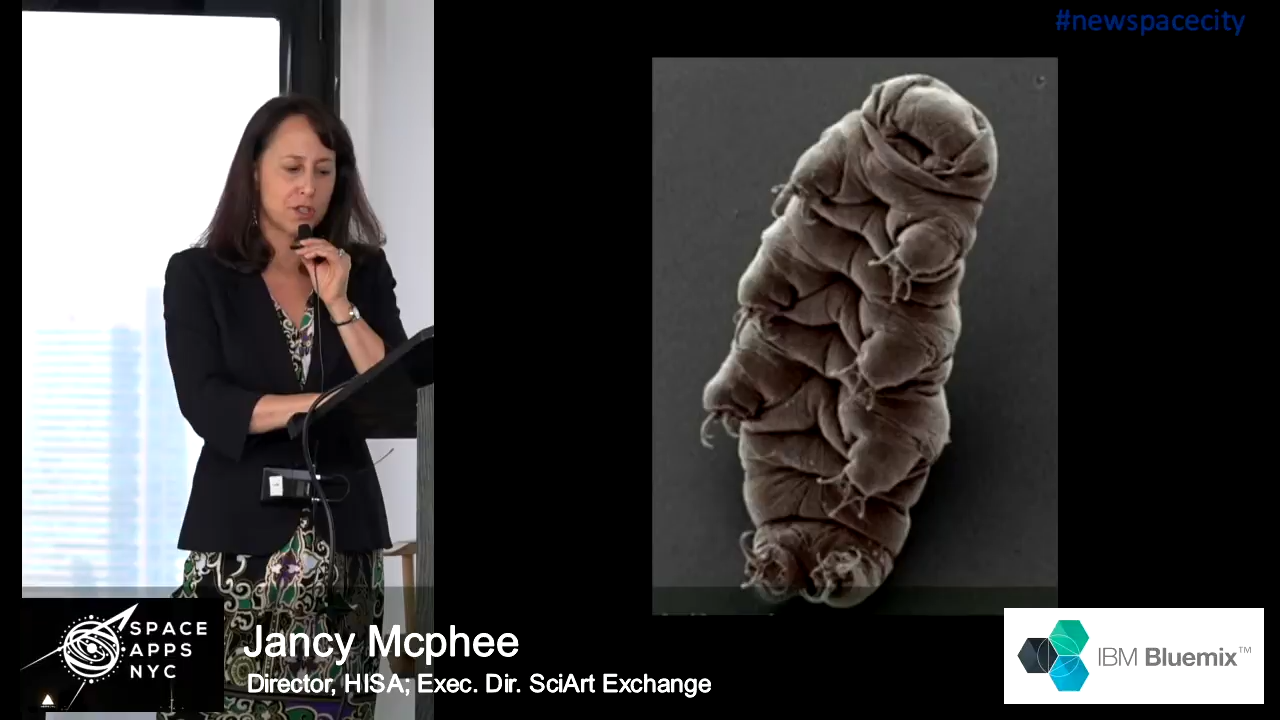 #newspacecity
SPACE
APPS
NYC
Jancy Mcphee
Director, HISA; Exec. Dir. SciArt Exchange
IBM Bluemix™